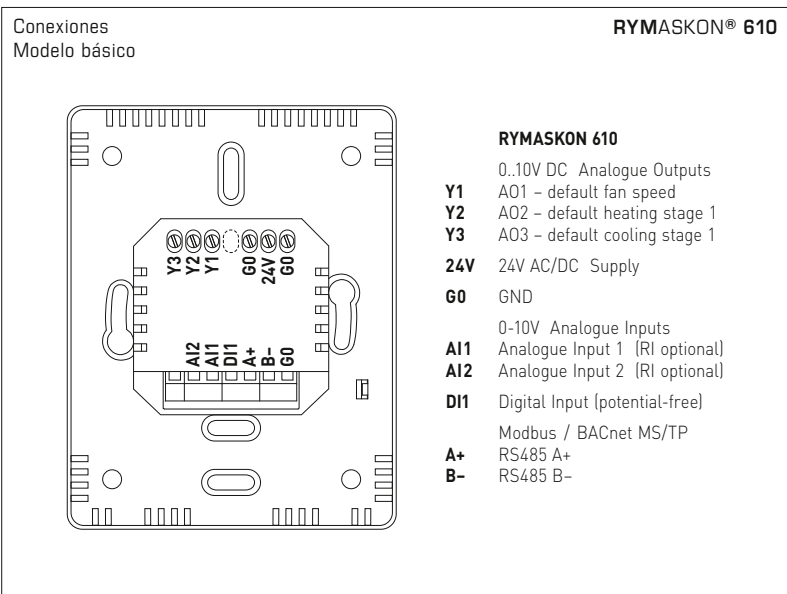 Conexiones
Modelo básico
RYMASKON® 610
Y3 Y2 Y1 G0 24V G0
AI2 AI1 DI1 A+ B– G0
RYMASKON 610
0..10V DC Analogue Outputs
Y1 AO1 – default fan speed
Y2 AO2 – default heating stage 1
Y3 AO3 – default cooling stage 1
24V 24V AC/DC Supply
G0 GND
0-10V Analogue Inputs
AI1 Analogue Input 1 (RI optional)
AI2 Analogue Input 2 (RI optional)
DI1 Digital Input (potential-free)
Modbus / BACnet MS/TP
A+ RS485 A+
B– RS485 B–